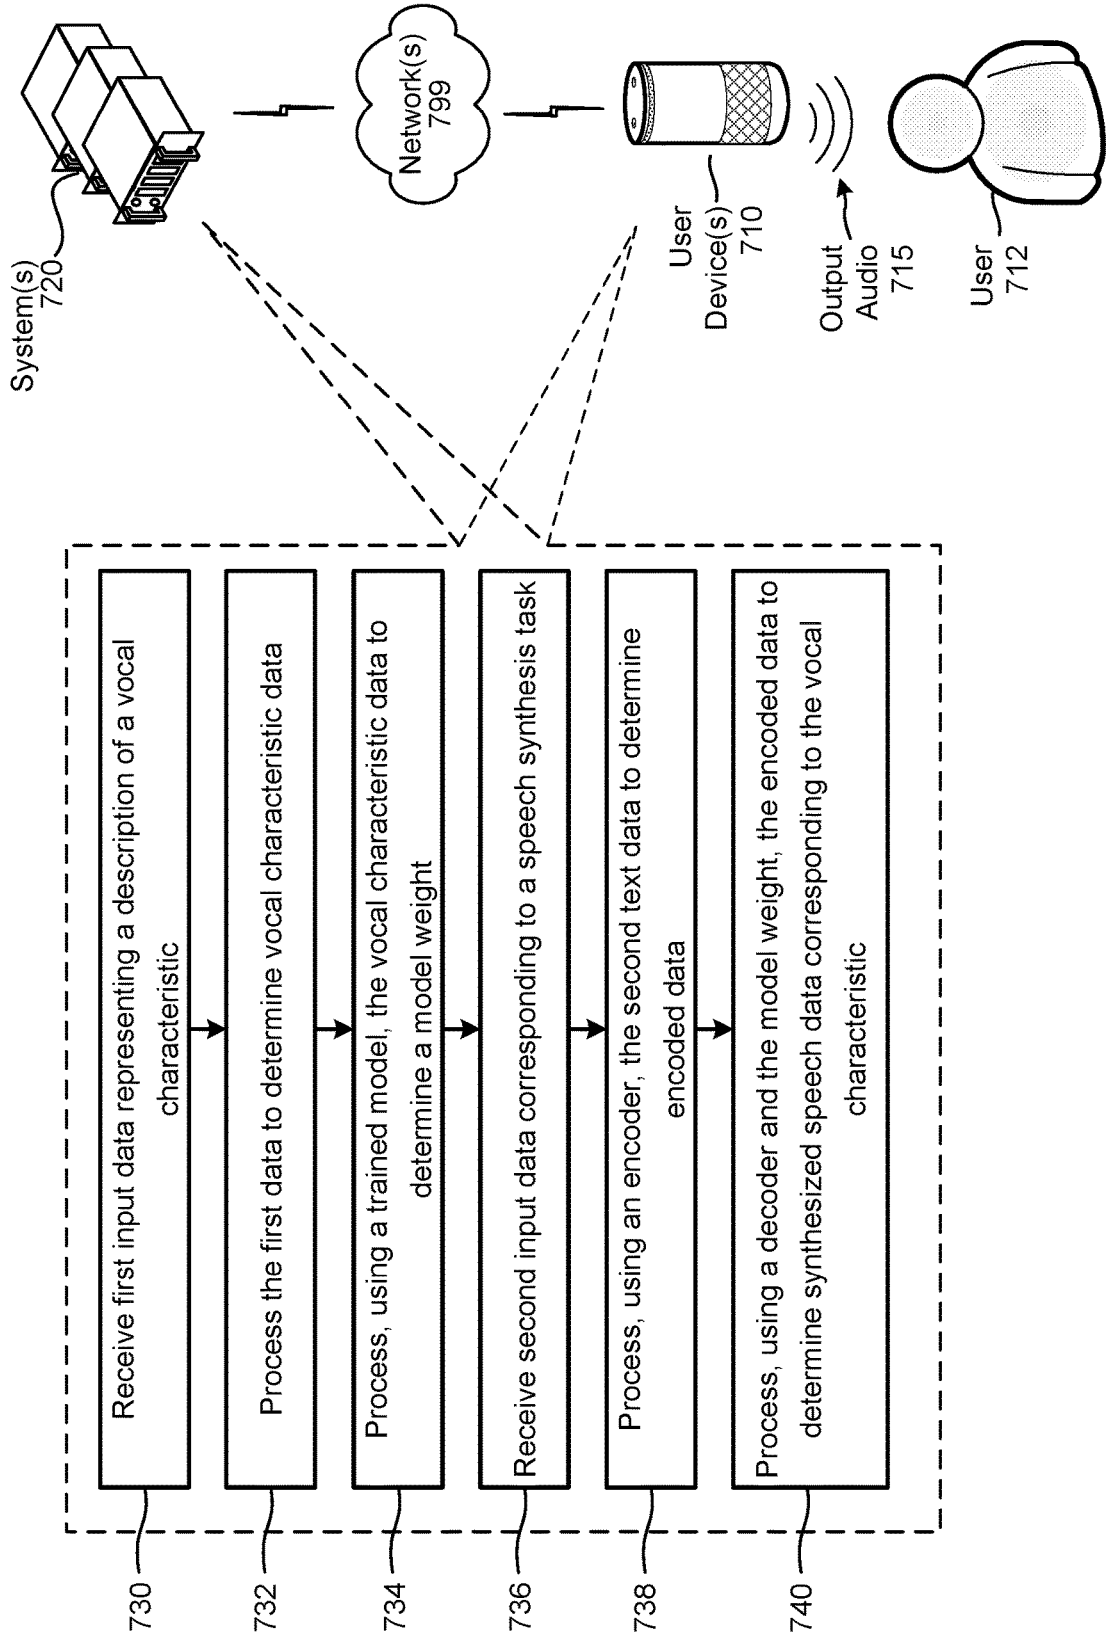 System(s)
720
Network(s)
799
User
Device(s)
710
Output
Audio
715
User
712
730
Receive first input data representing a description of a vocal
characteristic
732
Process the first data to determine vocal characteristic data
734
Process, using a trained model, the vocal characteristic data to
determine a model weight
736
Receive second input data corresponding to a speech synthesis task
738
Process, using an encoder, the second text data to determine
encoded data
740
Process, using a decoder and the model weight, the encoded data to
determine synthesized speech data corresponding to the vocal
characteristic